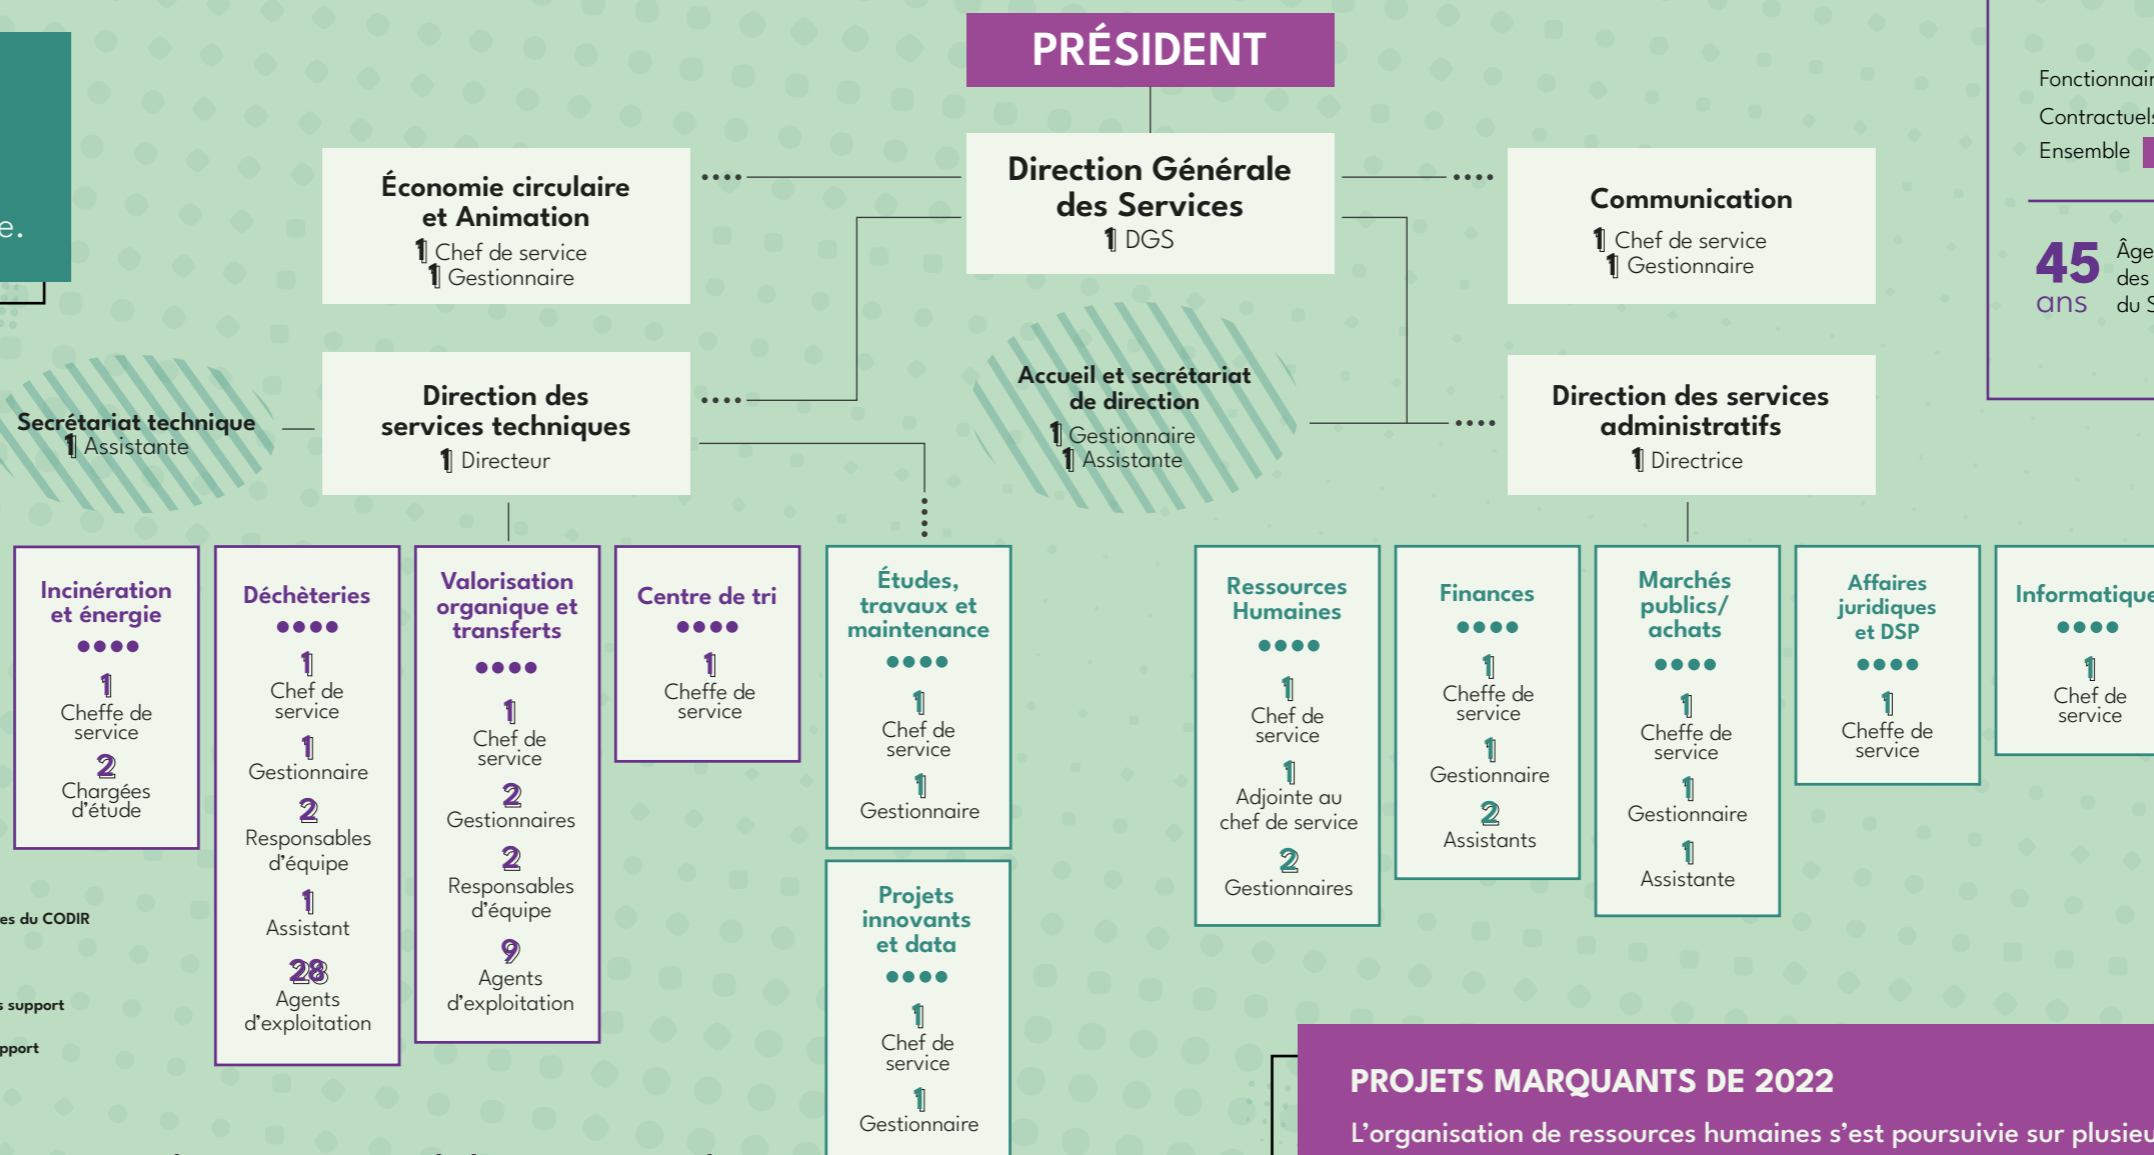 PRÉSIDENT
Direction Générale
des Services
1 DGS
Économie circulaire
et Animation
1 Chef de service
1 Gestionnaire
Communication
1 Chef de service
1 Gestionnaire
e.
Contractuels
Ensemble
45
ans
Âge
des
du
Secrétariat technique
1 Assistante
Direction des
services techniques
1 Directeur
Accueil et secrétariat
de direction
1 Gestionnaire
1 Assistante
Direction des services
administratifs
1 Directrice
Incinération
et énergie
1
Cheffe de
service
2
Chargées
d’étude
Déchèteries
1
Chef de
service
1
Gestionnaire
2
Responsables
d’équipe
1
Assistant
28
Agents
d’exploitation
Valorisation
organique et
transferts
1
Chef de
service
2
Gestionnaires
2
Responsables
d’équipe
9
Agents
d’exploitation
Centre de tri
1
Cheffe de
service
Études,
travaux et
maintenance
1
Chef de
service
1
Gestionnaire
Projets
innovants
et data
1
Chef de
service
1
Gestionnaire
Ressources
Humaines
1
Chef de
service
1
Adjointe au
chef de service
2
Gestionnaires
Finances
1
Cheffe de
service
1
Gestionnaire
2
Assistants
Marchés
publics/
achats
1
Cheffe de
service
1
Gestionnaire
1
Assistante
Affaires
juridiques
et DSP
1
Cheffe de
service
Informatique
1
Chef de
service
es du CODIR
s support
pport
PROJETS MARQUANTS DE 2022
L’organisation de ressources humaines s’est poursuivie sur